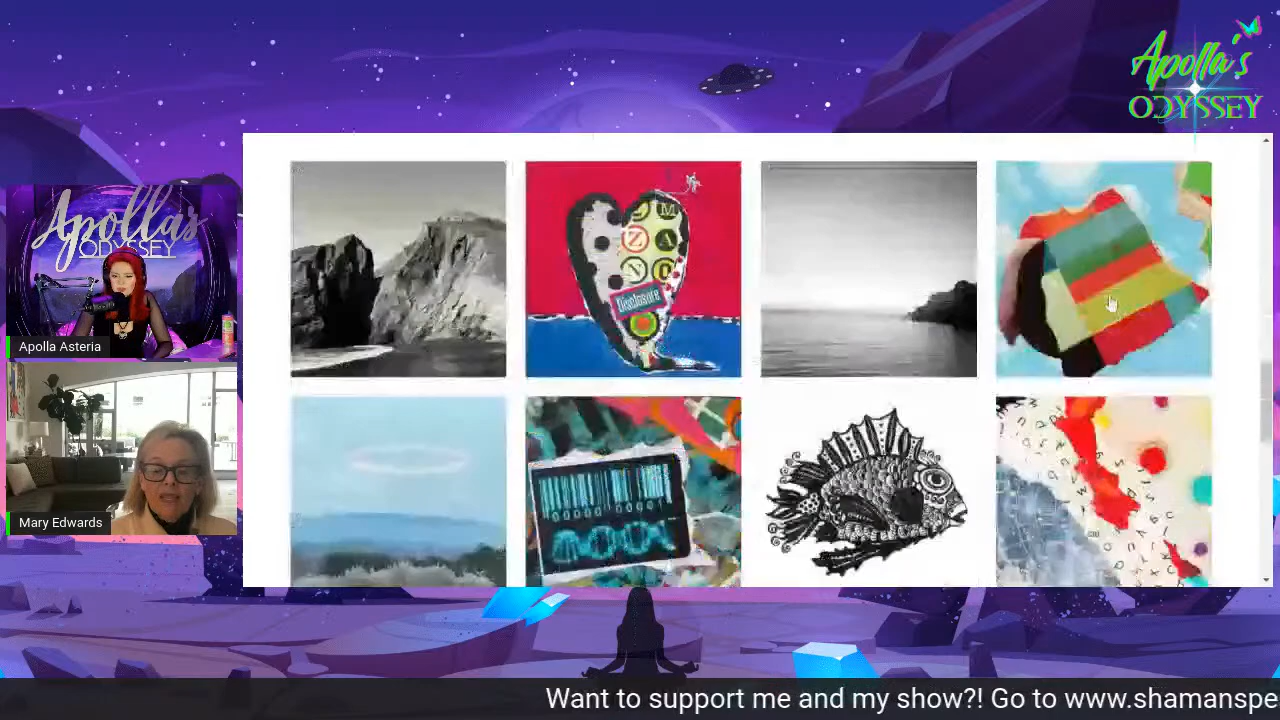 Apolla's
ODYSSEY
Apollas
ODYSSEY
Apolla Asteria
Mary Edwards
M
Z A
N O
Disclosure
Want to support me and my show?! Go to www.shamanspe